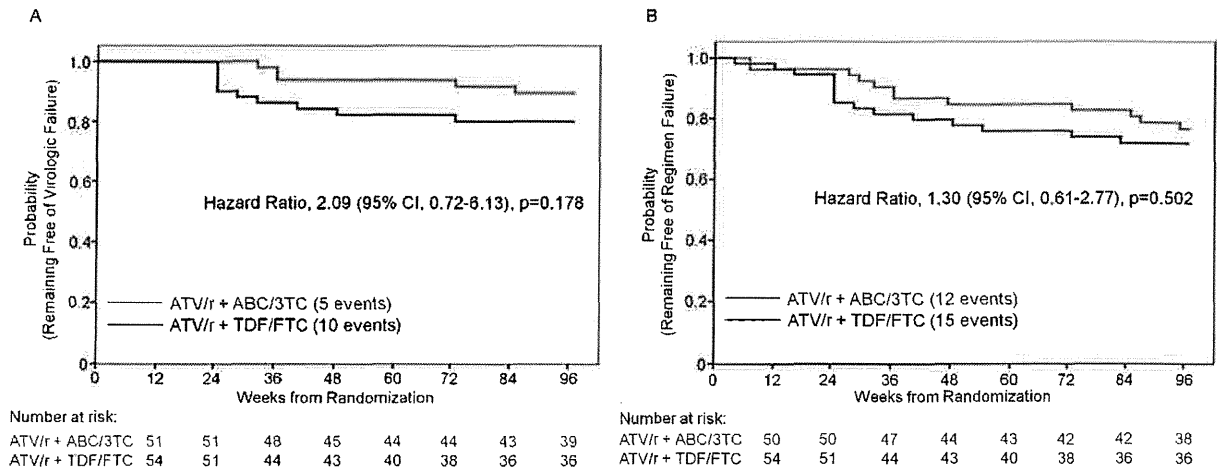 A
Probability
(Remaining Free of Virologic Failure)
1.0
0.8
0.6
0.4
0.2
0
Hazard Ratio, 2.09 (95% CI, 0.72-6.13), p=0.178
ATV/r + ABC/3TC (5 events)
ATV/r + TDF/FTC (10 events)
0 12 24 36 48 60 72 84 96
Weeks from Randomization
Number at risk:
ATV/r + ABC/3TC 51 51 48 45 44 44 43 39
ATV/r + TDF/FTC 54 51 44 43 40 38 36 36
B
Probability
(Remaining Free of Regimen Failure)
1.0
0.8
0.6
0.4
0.2
0
Hazard Ratio, 1.30 (95% CI, 0.61-2.77), p=0.502
ATV/r + ABC/3TC (12 events)
ATV/r + TDF/FTC (15 events)
0 12 24 36 48 60 72 84 96
Weeks from Randomization
Number at risk:
ATV/r + ABC/3TC 50 50 47 44 43 42 42 38
ATV/r + TDF/FTC 54 51 44 43 40 38 36 36